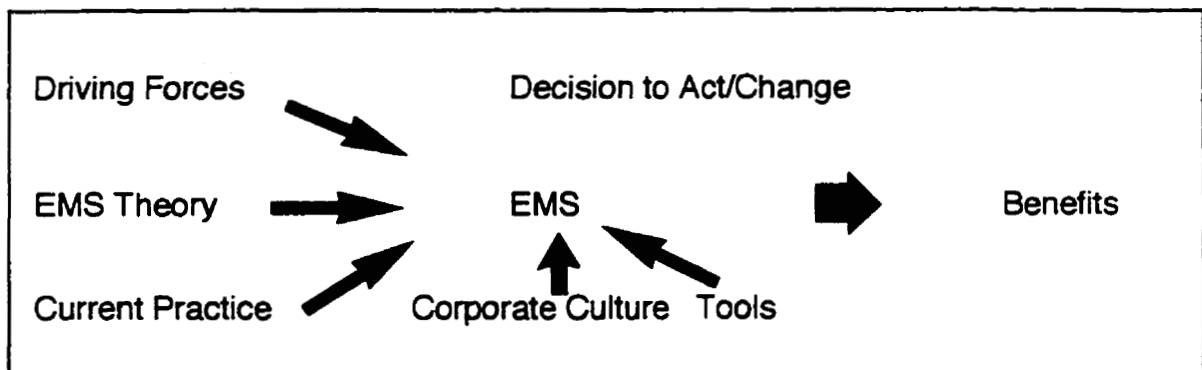 Driving Forces Decision to Act/Change
EMS Theory EMS Benefits
Current Practice Corporate Culture Tools